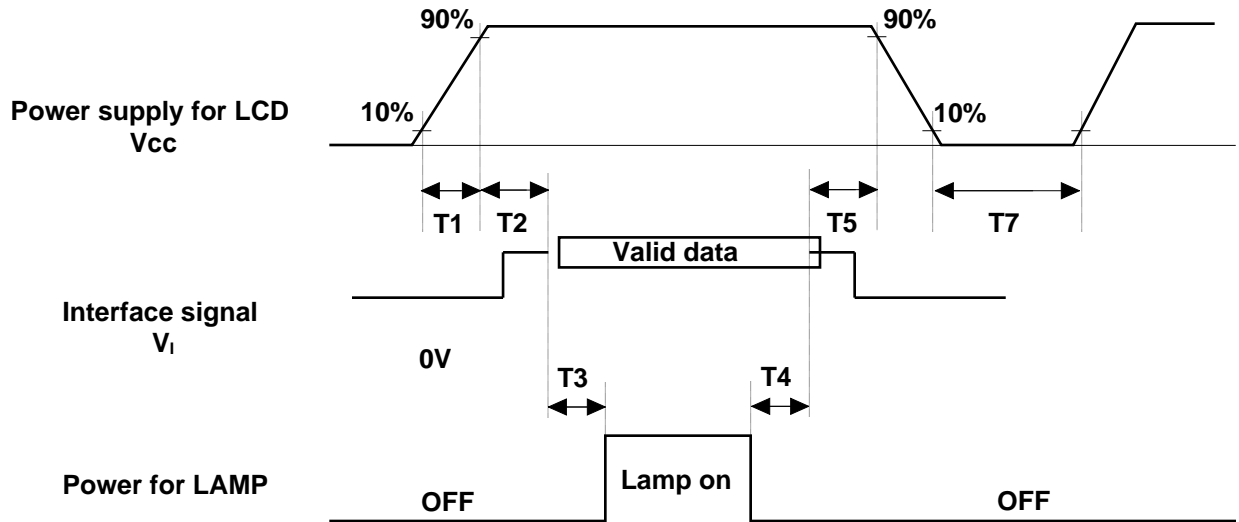 90%
90%
Power supply for LCD
Vcc
10%
10%
T1
T2
T5
T7
Valid data
Interface signal
VI
0V
T3
T4
Power for LAMP
OFF
Lamp on
OFF